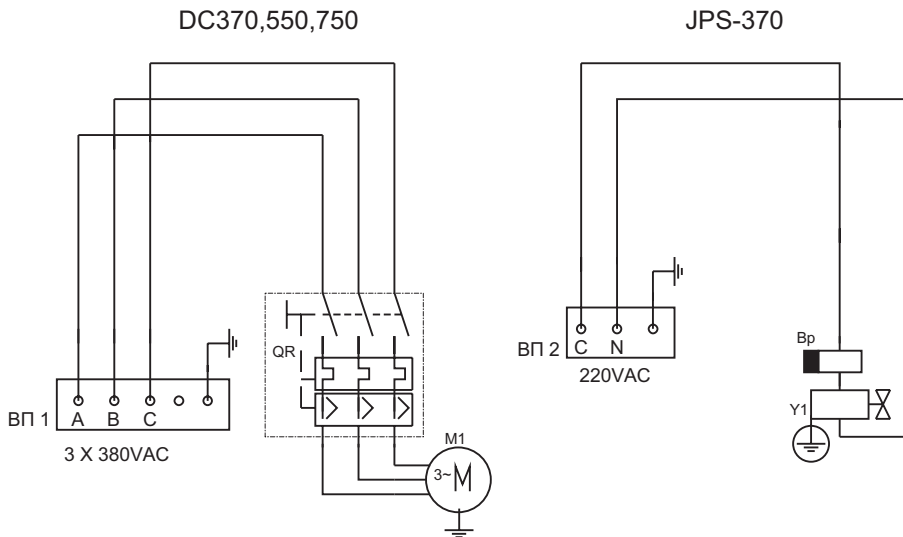 DC370,550,750
JPS-370
QR
ВП 1
A B C
3 X 380VAC
M1
3~ M
ВП 2
C N
220VAC
Bp
Y1